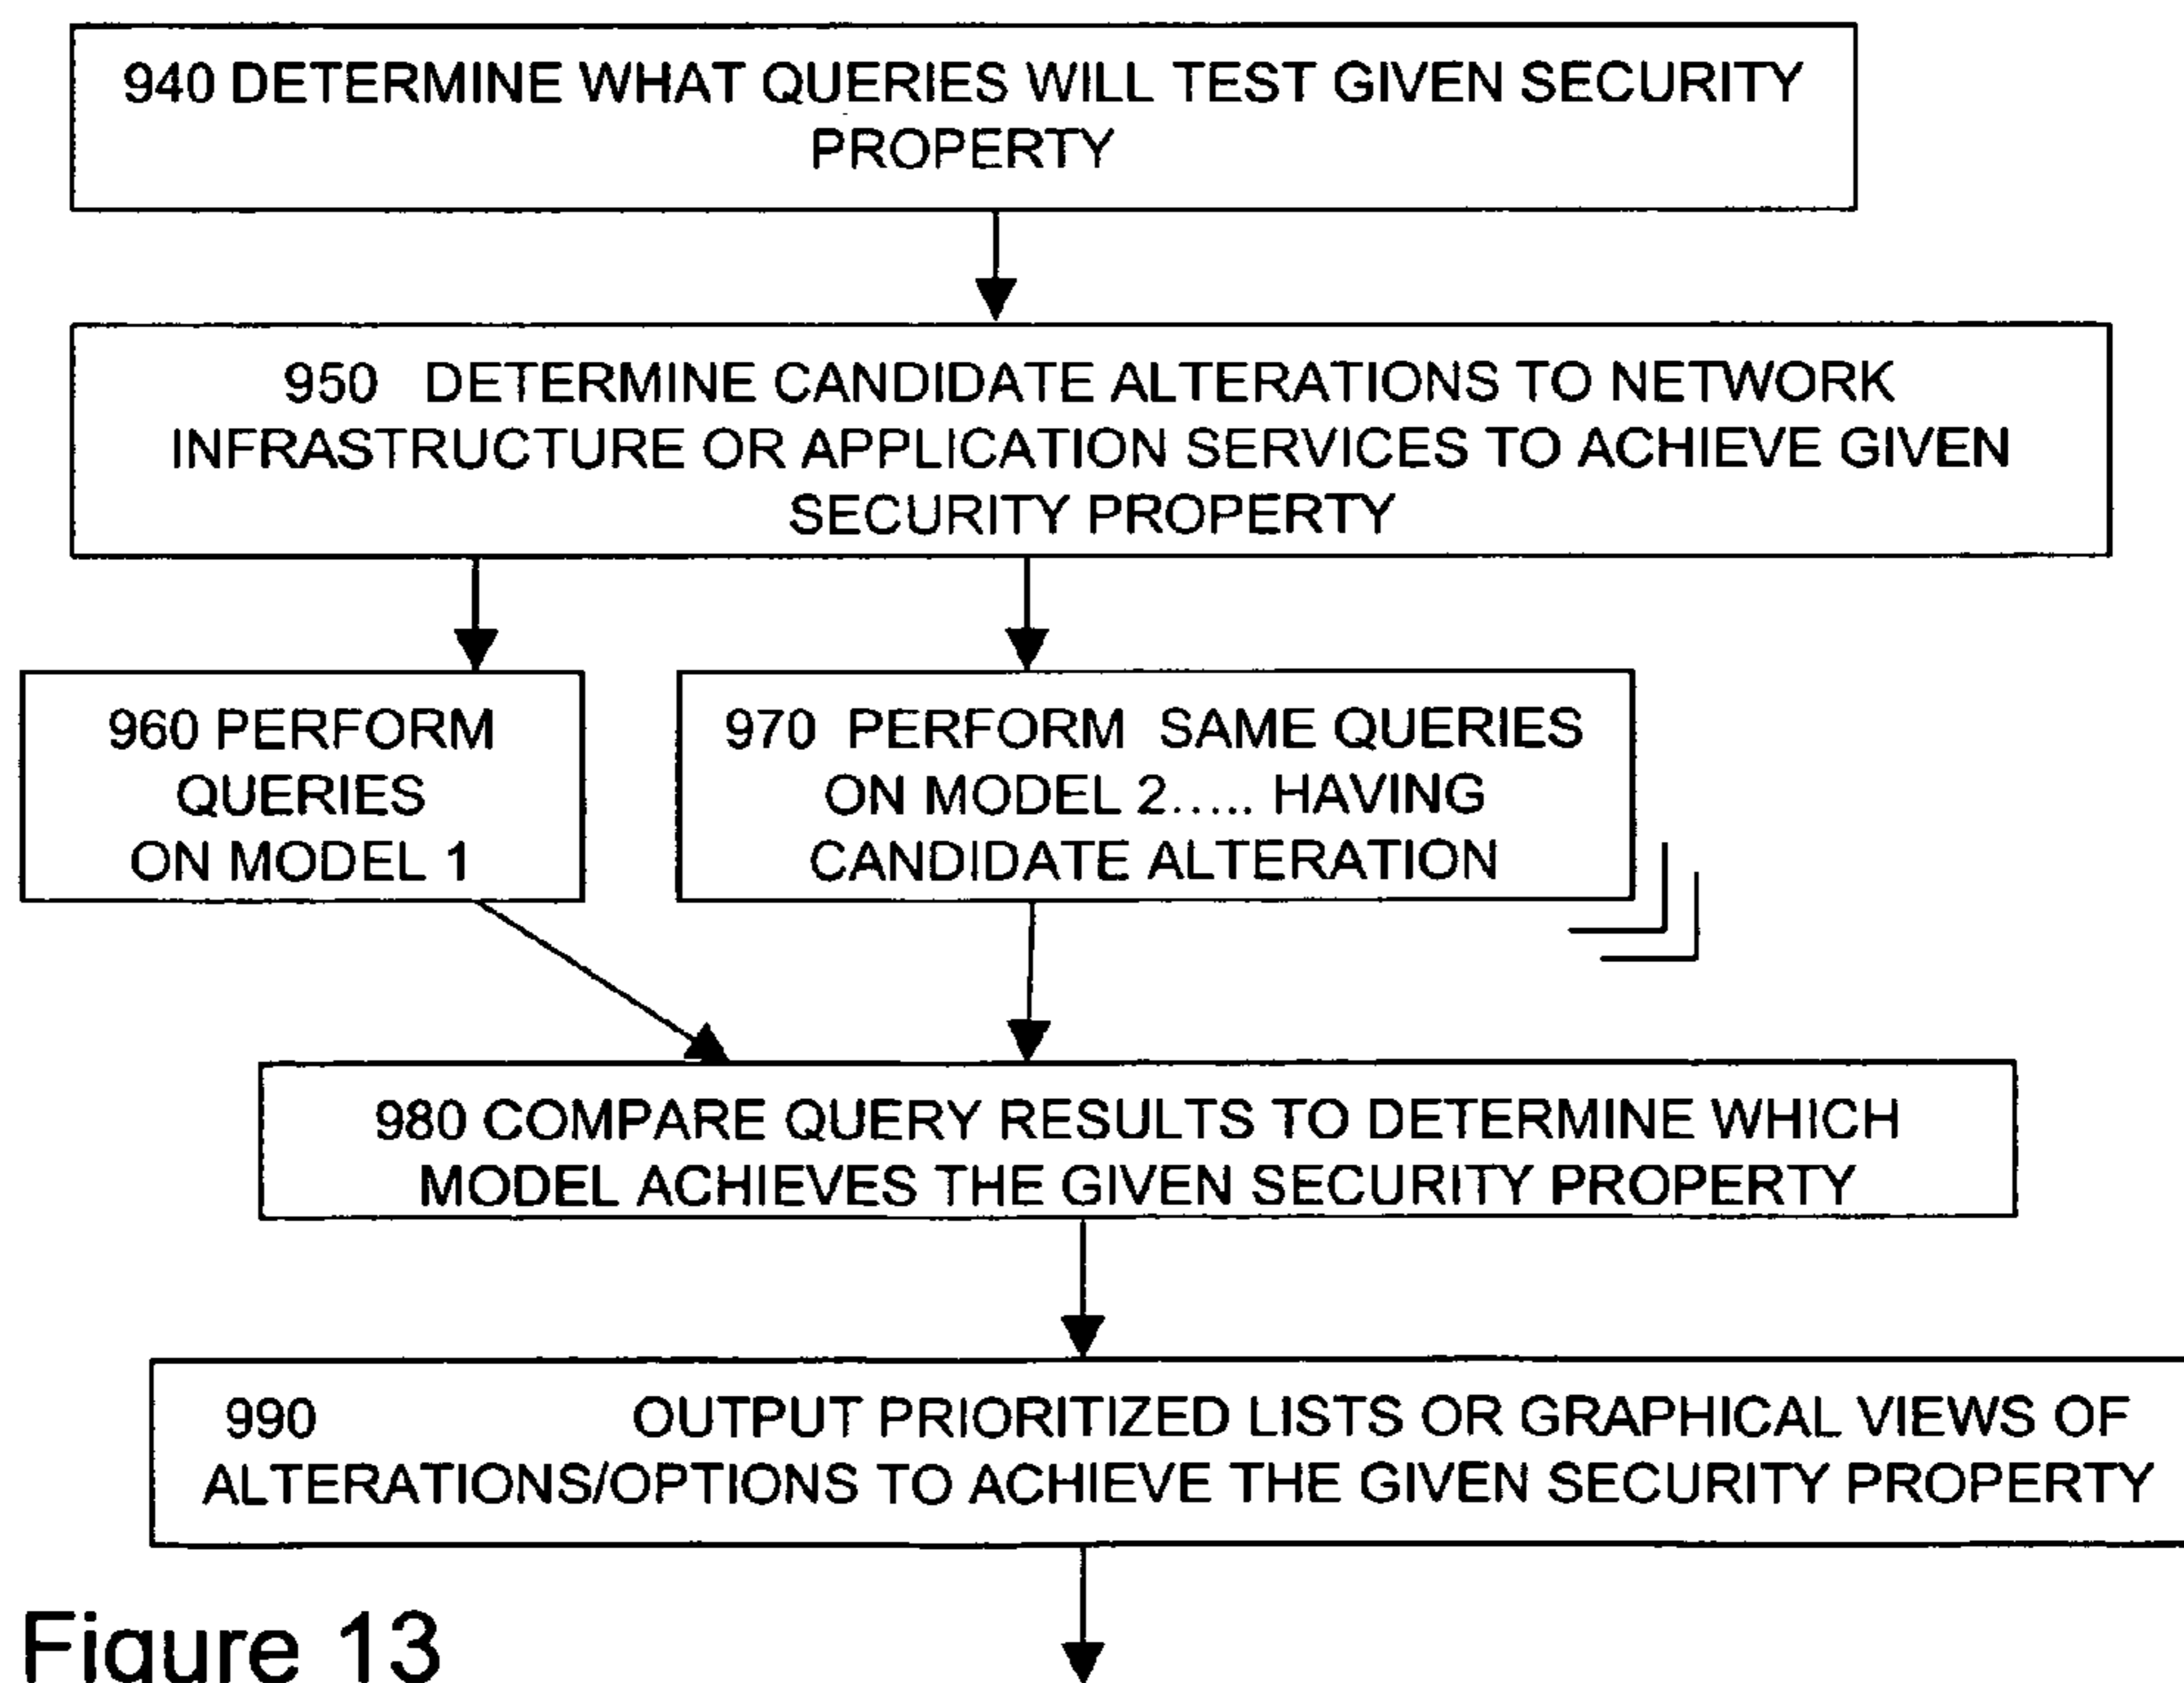 940 DETERMINE WHAT QUERIES WILL TEST GIVEN SECURITY
PROPERTY
950 DETERMINE CANDIDATE ALTERATIONS TO NETWORK
INFRASTRUCTURE OR APPLICATION SERVICES TO ACHIEVE GIVEN
SECURITY PROPERTY
960 PERFORM
QUERIES
ON MODEL 1
970 PERFORM SAME QUERIES
ON MODEL 2..... HAVING
CANDIDATE ALTERATION
980 COMPARE QUERY RESULTS TO DETERMINE WHICH
MODEL ACHIEVES THE GIVEN SECURITY PROPERTY
990 OUTPUT PRIORITIZED LISTS OR GRAPHICAL VIEWS OF
ALTERATIONS/OPTIONS TO ACHIEVE THE GIVEN SECURITY PROPERTY
Figure 13